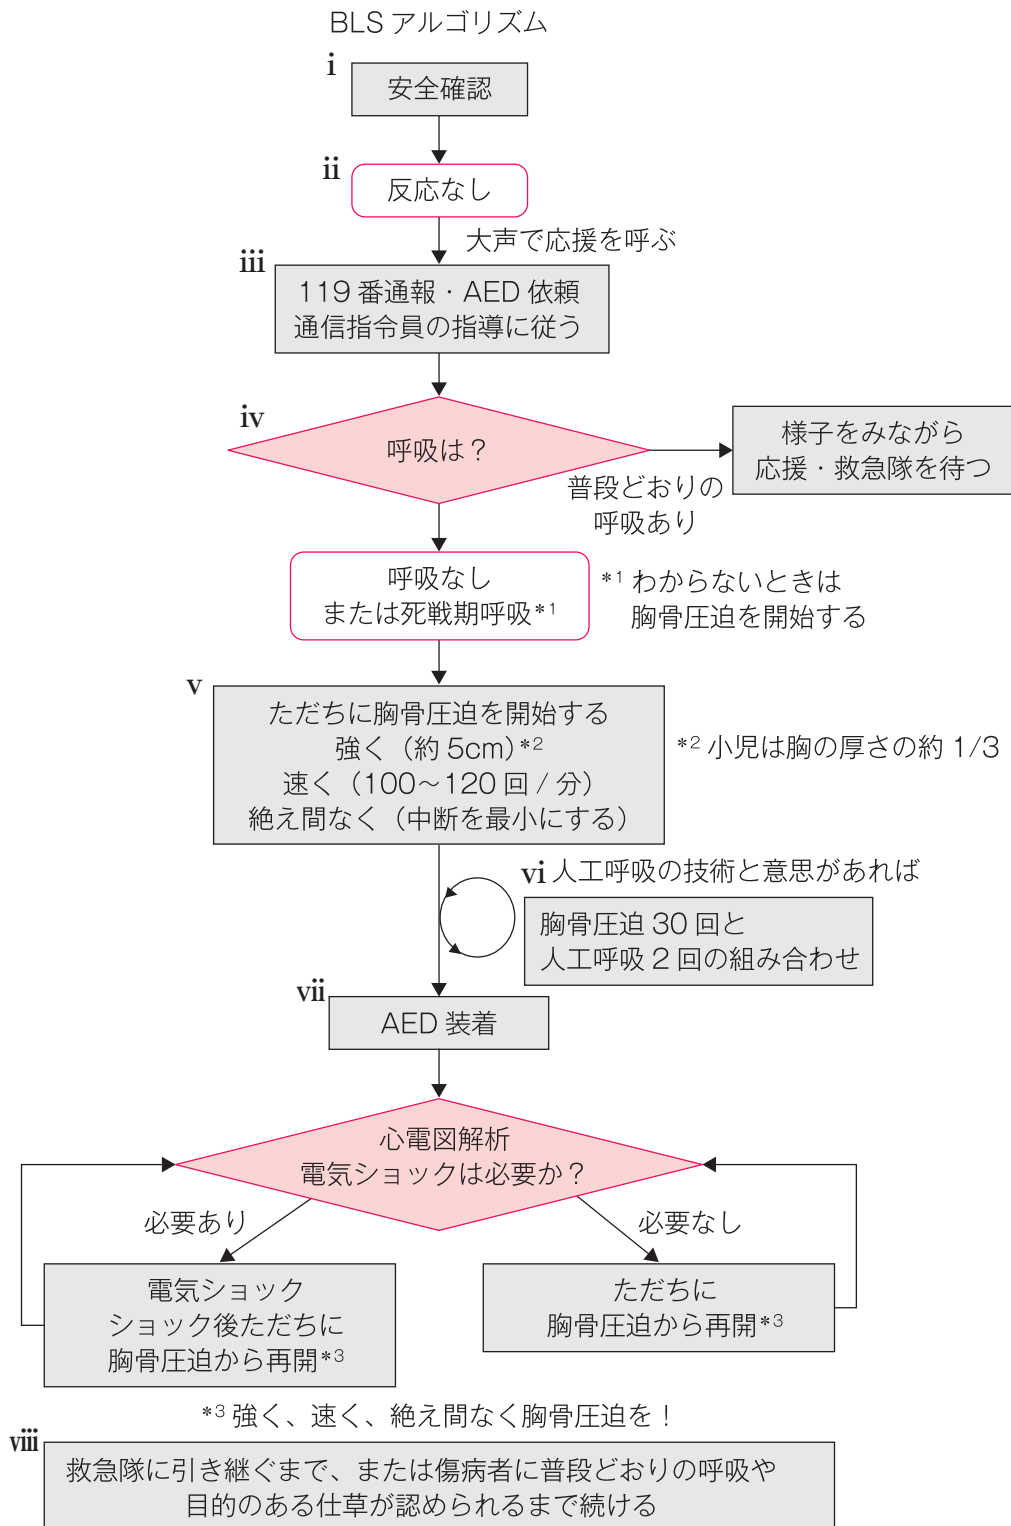 BLS アルゴリズム
i
安全確認
ii
反応なし
大声で応援を呼ぶ
iii
119 番通報・AED 依頼
通信指令員の指導に従う
iv
呼吸は？
様子をみながら
応援・救急隊を待つ
普段どおりの
呼吸あり
呼吸なし
または死戦期呼吸*1
*1 わからないときは
胸骨圧迫を開始する
v
ただちに胸骨圧迫を開始する
強く（約 5cm）*2
速く（100～120 回 / 分）
絶え間なく（中断を最小にする）
*2 小児は胸の厚さの約 1/3
vi 人工呼吸の技術と意思があれば
胸骨圧迫 30 回と
人工呼吸 2 回の組み合わせ
vii
AED 装着
心電図解析
電気ショックは必要か？
必要あり
必要なし
電気ショック
ショック後ただちに
胸骨圧迫から再開*3
ただちに
胸骨圧迫から再開*3
*3 強く、速く、絶え間なく胸骨圧迫を！
viii
救急隊に引き継ぐまで、または傷病者に普段どおりの呼吸や
目的のある仕草が認められるまで続ける